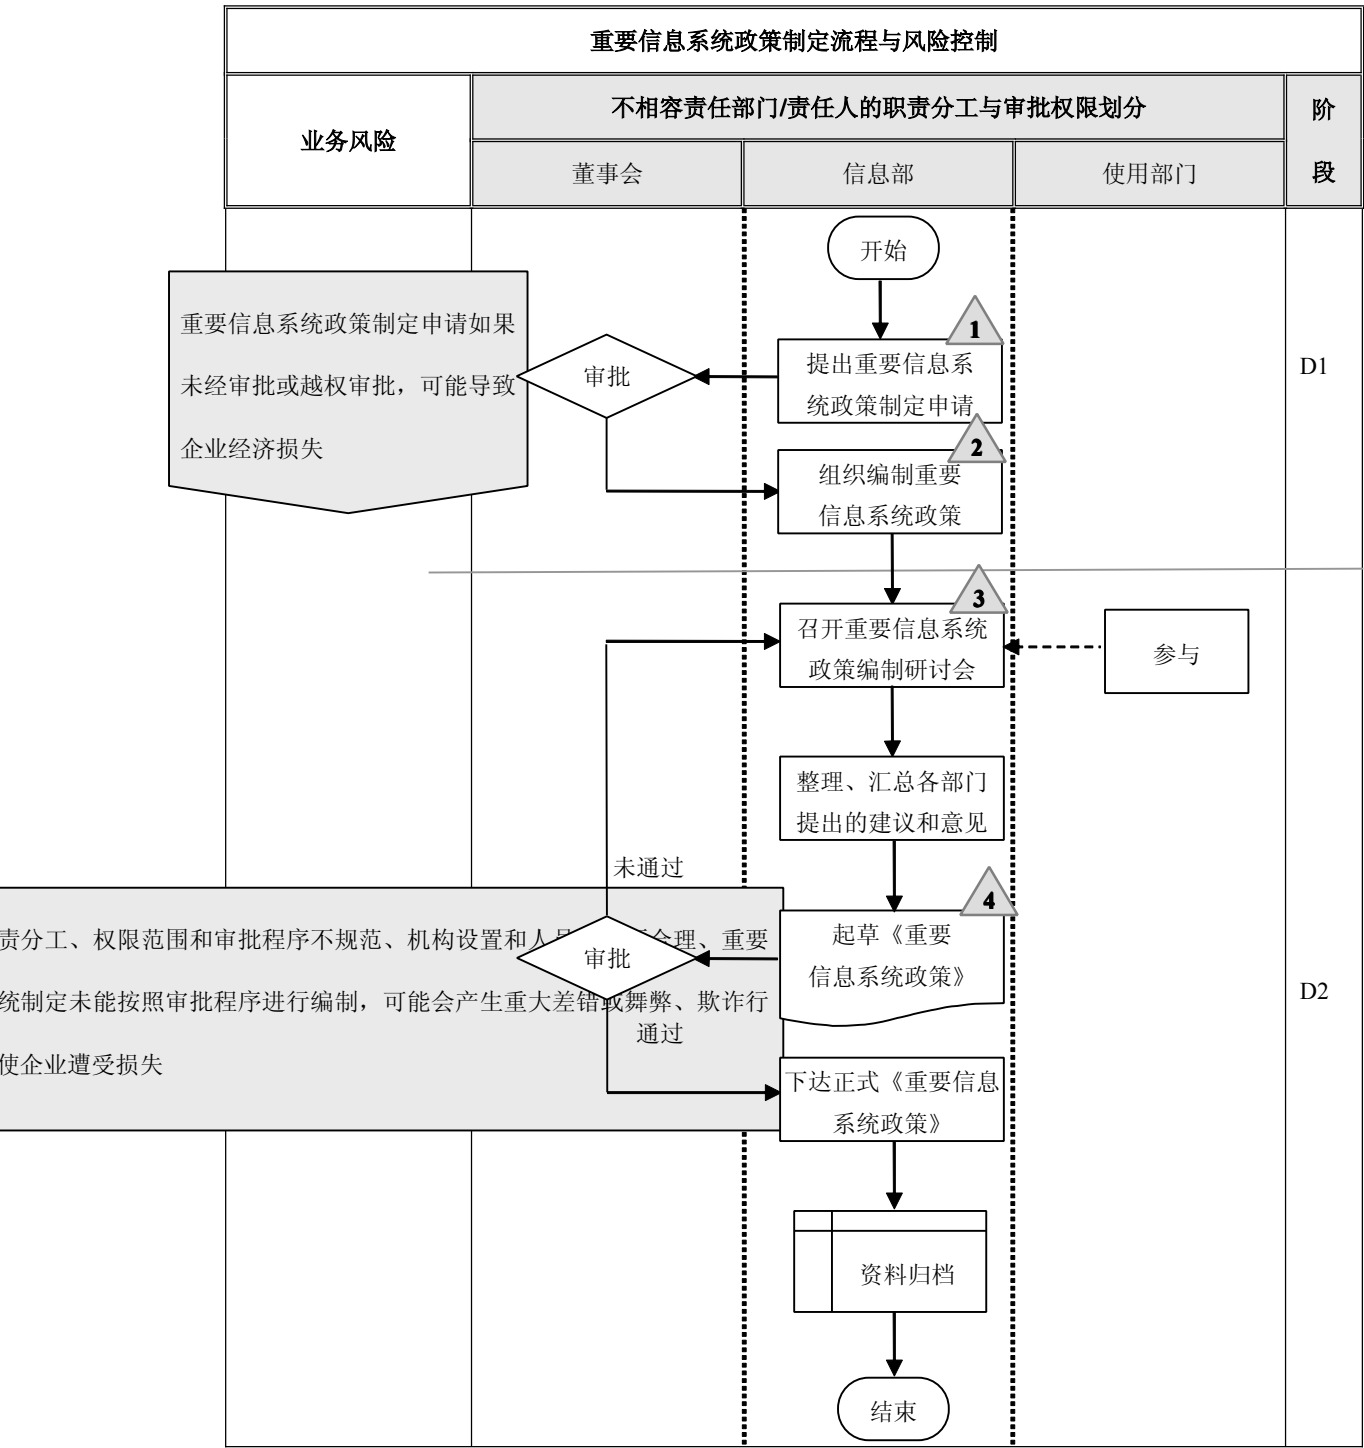 重要信息系统政策制定流程与风险控制
业务风险
不相容责任部门/责任人的职责分工与审批权限划分
阶
段
董事会
信息部
使用部门
开始
重要信息系统政策制定申请如果
未经审批或越权审批，可能导致
企业经济损失
审批
1
提出重要信息系
统政策制定申请
D1
2
组织编制重要
信息系统政策
3
召开重要信息系统
政策编制研讨会
参与
整理、汇总各部门
提出的建议和意见
未通过
4
责分工、权限范围和审批程序不规范、机构设置和人
合理、重要
统制定未能按照审批程序进行编制，可能会产生重大差错或舞弊、欺诈行
使企业遭受损失
审批
起草《重要
信息系统政策》
D2
通过
下达正式《重要信息
系统政策》
资料归档
结束